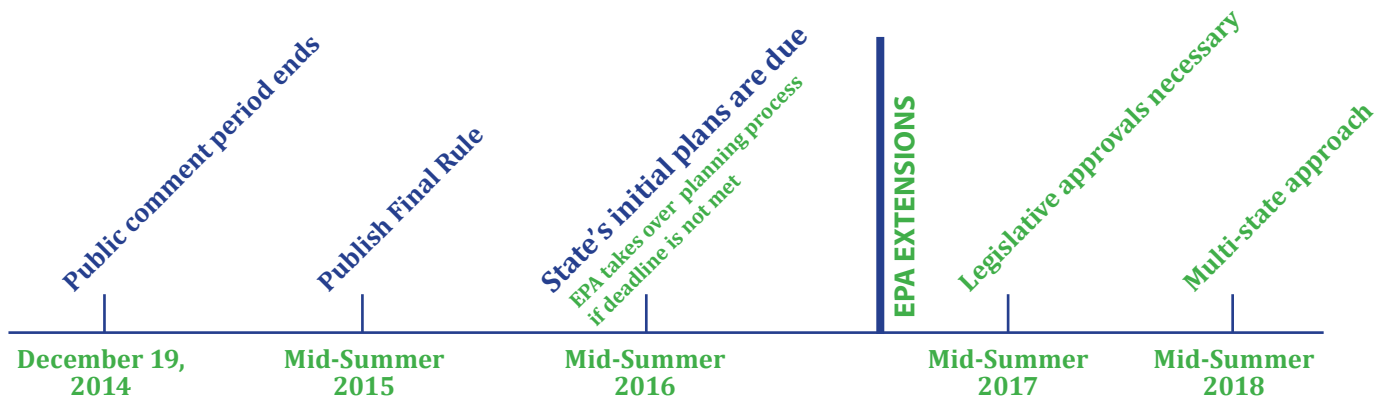 Public comment period ends
Publish Final Rule
State's initial plans are due
EPA takes over planning process
if deadline is not met
EPA EXTENSIONS
Legislative approvals necessary
Multi-state approach
December 19,
2014
Mid-Summer
2015
Mid-Summer
2016
Mid-Summer
2017
Mid-Summer
2018